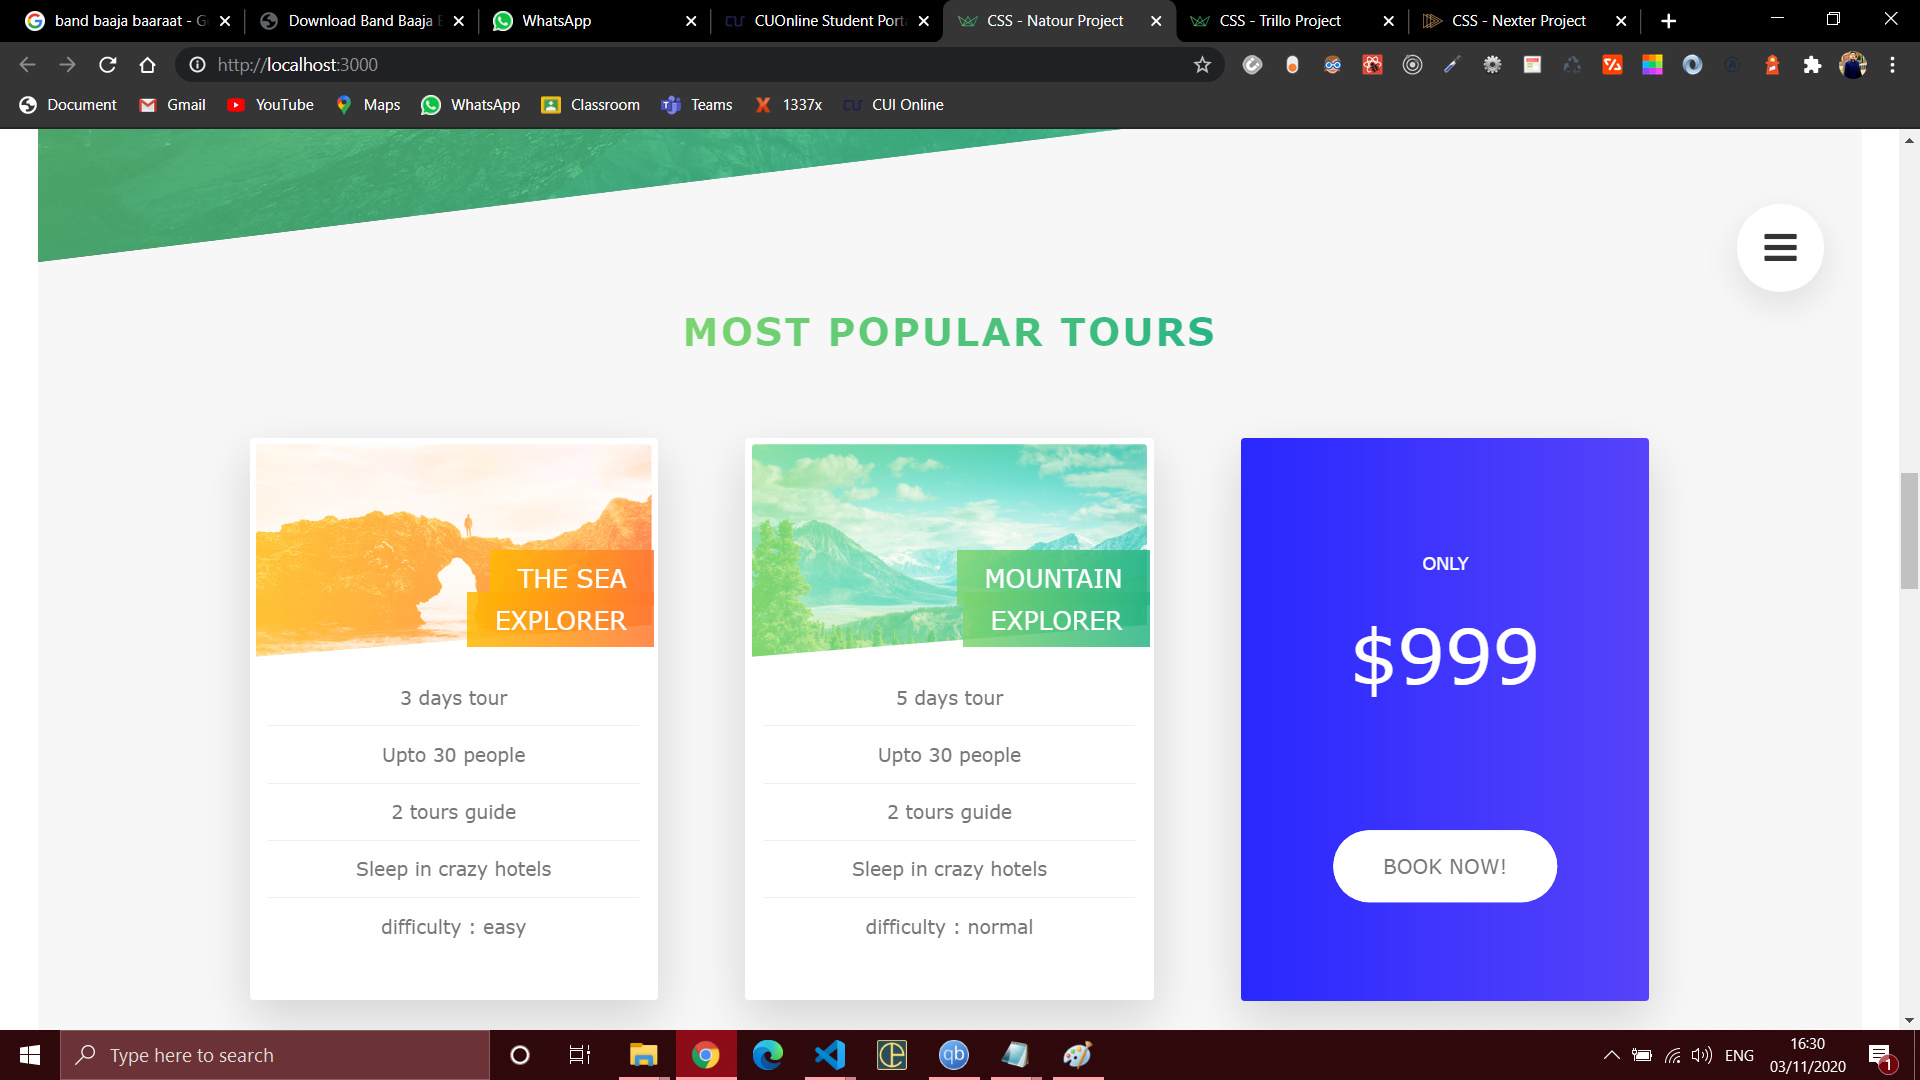 band baaja baaraat - G
Download Band Baaja
WhatsApp
CUOnline Student Port
CSS - Natour Project
CSS - Trillo Project
CSS - Nexter Project
http://localhost:3000
Document
Gmail
YouTube
Maps
WhatsApp
Classroom
Teams
1337x
CUI Online
MOST POPULAR TOURS
THE SEA
EXPLORER
3 days tour
Upto 30 people
2 tours guide
Sleep in crazy hotels
difficulty : easy
MOUNTAIN
EXPLORER
5 days tour
Upto 30 people
2 tours guide
Sleep in crazy hotels
difficulty : normal
ONLY
$999
BOOK NOW!
Type here to search
ENG
16:30
03/11/2020
1